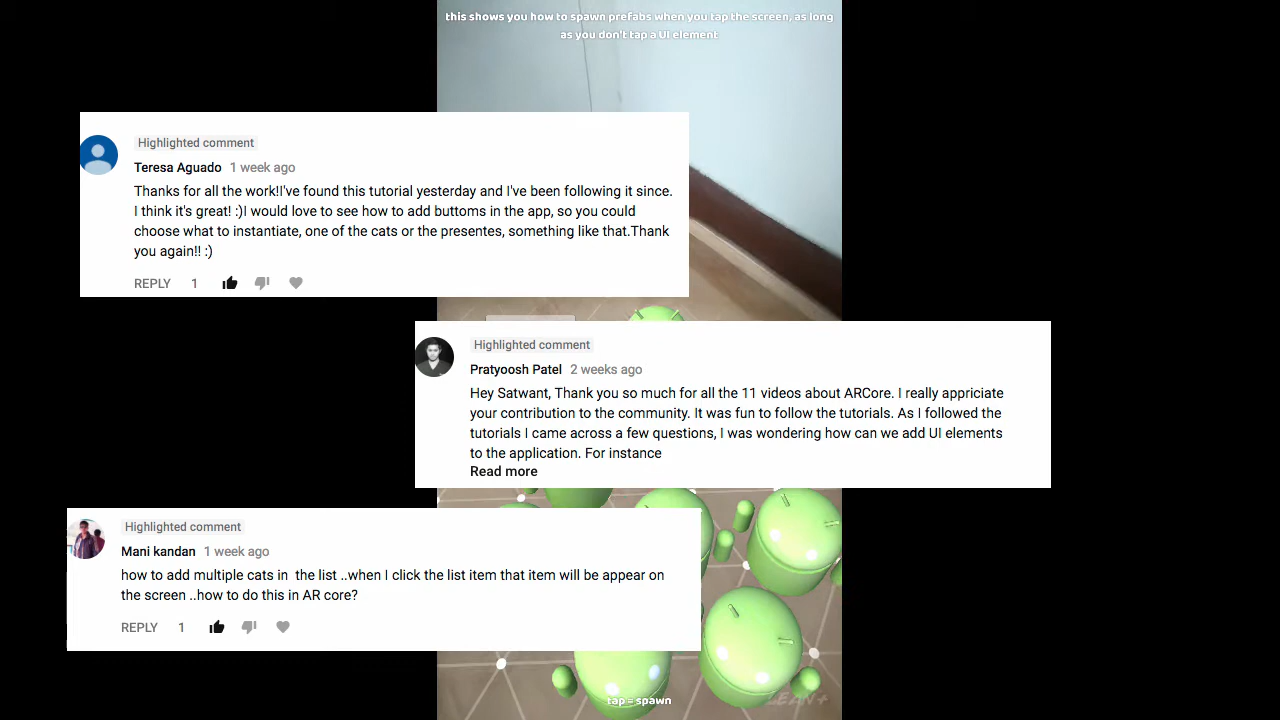 this shows you how to spawn prefabs when you tap the screen, as long
as you don't tap a UI element
Highlighted comment
Teresa Aguado 1 week ago
Thanks for all the work!I've found this tutorial yesterday and I've been following it since.
I think it's great! :)I would love to see how to add buttoms in the app, so you could
choose what to instantiate, one of the cats or the presentes, something like that.Thank
you again!! :)
REPLY 1
Highlighted comment
Pratyoosh Patel 2 weeks ago
Hey Satwant, Thank you so much for all the 11 videos about ARCore. I really appriciate
your contribution to the community. It was fun to follow the tutorials. As I followed the
tutorials I came across a few questions, I was wondering how can we add UI elements
to the application. For instance
Read more
Highlighted comment
Mani kandan 1 week ago
how to add multiple cats in the list ..when I click the list item that item will be appear on
the screen ..how to do this in AR core?
REPLY 1
tap = spawn